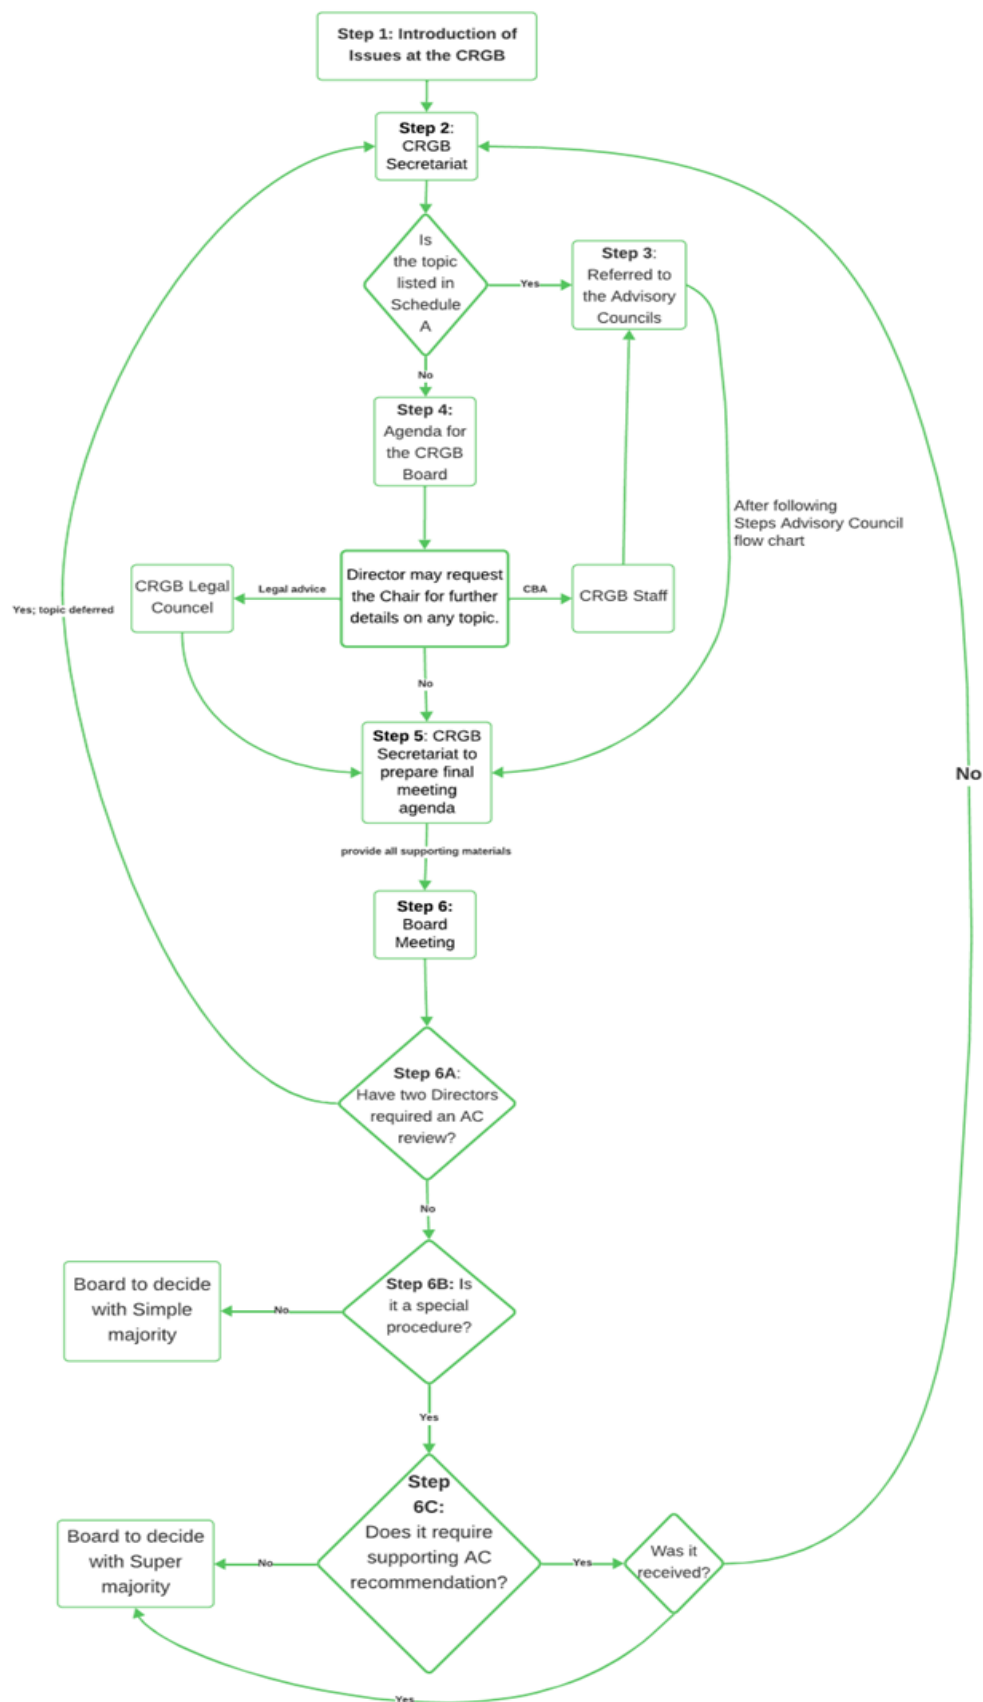 Step 1: Introduction of
Issues at the CRGB
Step 2:
CRGB
Secretariat
Is
the topic
listed in
Schedule
A
Yes
Step 3:
Referred to
the Advisory
Councils
No
Step 4:
Agenda for
the CRGB
Board
After following
Steps Advisory Council
flow chart
Director may request
the Chair for further
details on any topic.
Legal advice
CRGB Legal
Councel
CBA
CRGB Staff
Yes; topic deferred
No
Step 5: CRGB
Secretariat to
prepare final
meeting
agenda
No
provide all supporting materials
Step 6:
Board
Meeting
Step 6A:
Have two Directors
required an AC
review?
No
Step 6B: Is
it a special
procedure?
No
Board to decide
with Simple
majority
Yes
Step
6C:
Does it require
supporting AC
recommendation?
No
Board to decide
with Super
majority
Yes
Was it
received?
Yes